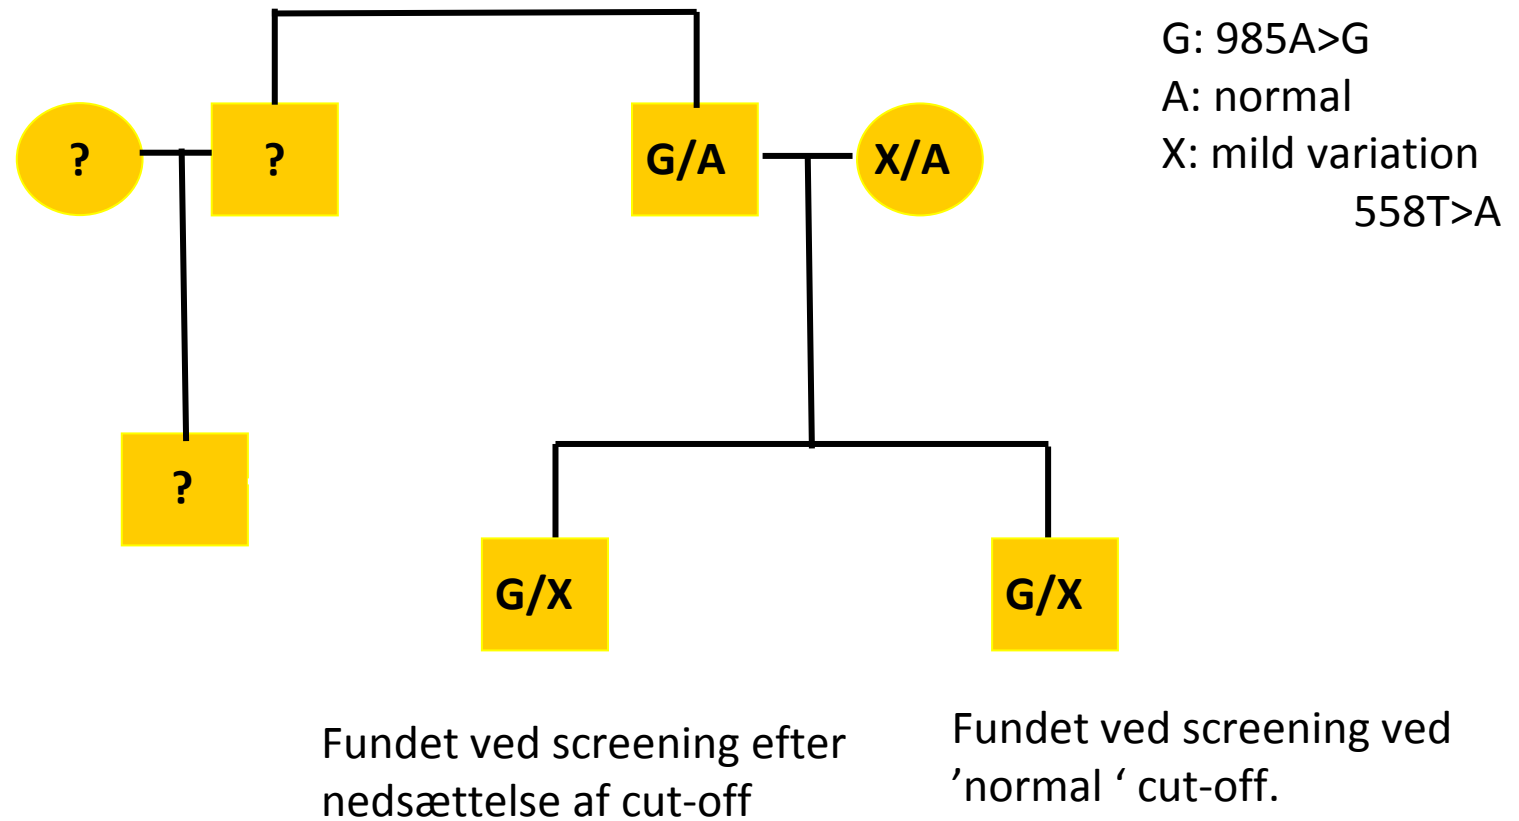 G: 985A>G
A: normal
X: mild variation
558T>A
?
?
G/A
X/A
?
G/X
G/X
Fundet ved screening efter
nedsættelse af cut-off
Fundet ved screening ved
’normal ‘ cut-off.